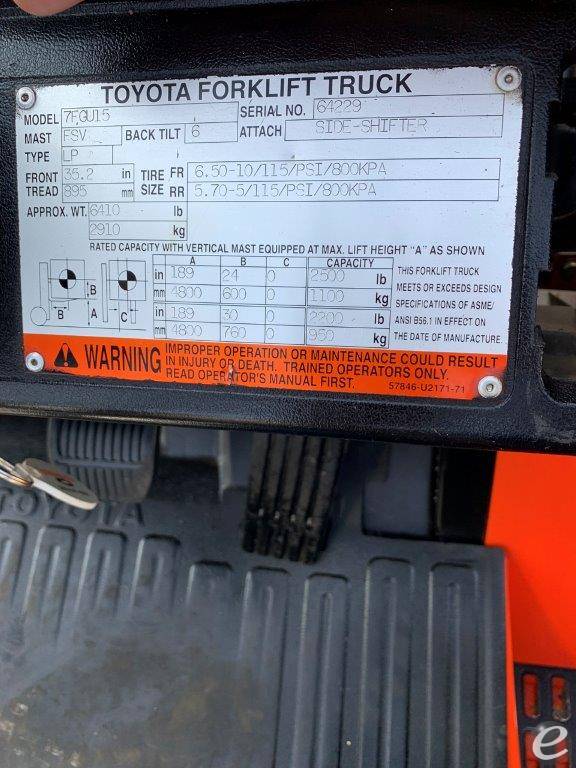 TOYOTA FORKLIFT TRUCK
MODEL 7FGU15 SERIAL NO. 64229
MAST FSV BACK TILT 6 ATTACH SIDE-SHIFTER
TYPE LP
FRONT TREAD 35.2 in TIRE SIZE FR 6.50-10/115/PSI/800KPA
895 mm RR 5.70-5/115/PSI/800KPA
APPROX. WT. 6410 lb
2910 kg
RATED CAPACITY WITH VERTICAL MAST EQUIPPED AT MAX. LIFT HEIGHT "A" AS SHOWN
A B C CAPACITY
in 189 24 0 2500 lb
mm 4800 600 0 1100 kg
in 189 30 0 2200 lb
mm 4800 760 0 950 kg
B A B C
THIS FORKLIFT TRUCK
MEETS OR EXCEEDS DESIGN
SPECIFICATIONS OF ASME/
ANSI B56.1 IN EFFECT ON
THE DATE OF MANUFACTURE.
WARNING
IMPROPER OPERATION OR MAINTENANCE COULD RESULT
IN INJURY OR DEATH. TRAINED OPERATORS ONLY.
READ OPERATOR'S MANUAL FIRST.
57846-U2171-71
TOYOTA
e